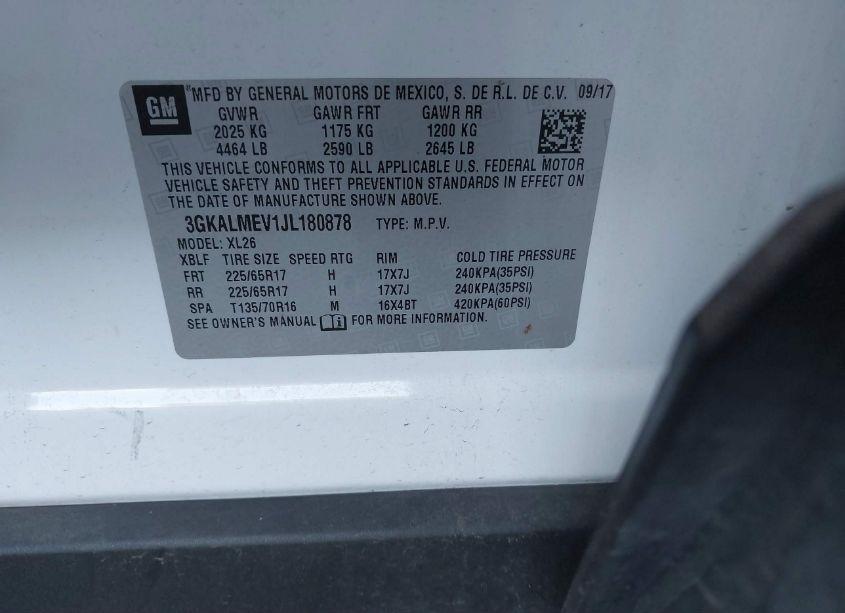 GM MFD BY GENERAL MOTORS DE MEXICO, S. DE R.L. DE C.V. 09/17
GVWR GAWR FRT GAWR RR
2025 KG 1175 KG 1200 KG
4464 LB 2590 LB 2645 LB
THIS VEHICLE CONFORMS TO ALL APPLICABLE U.S. FEDERAL MOTOR
VEHICLE SAFETY AND THEFT PREVENTION STANDARDS IN EFFECT ON
THE DATE OF MANUFACTURE SHOWN ABOVE.
3GKALMEV1JL180878 TYPE: M.P.V.
MODEL: XL26
XBLF TIRE SIZE SPEED RTG RIM COLD TIRE PRESSURE
FRT 225/65R17 H 17X7J 240KPA(35PSI)
RR 225/65R17 H 17X7J 240KPA(35PSI)
SPA T135/70R16 M 16X4BT 420KPA(60PSI)
SEE OWNER'S MANUAL FOR MORE INFORMATION.